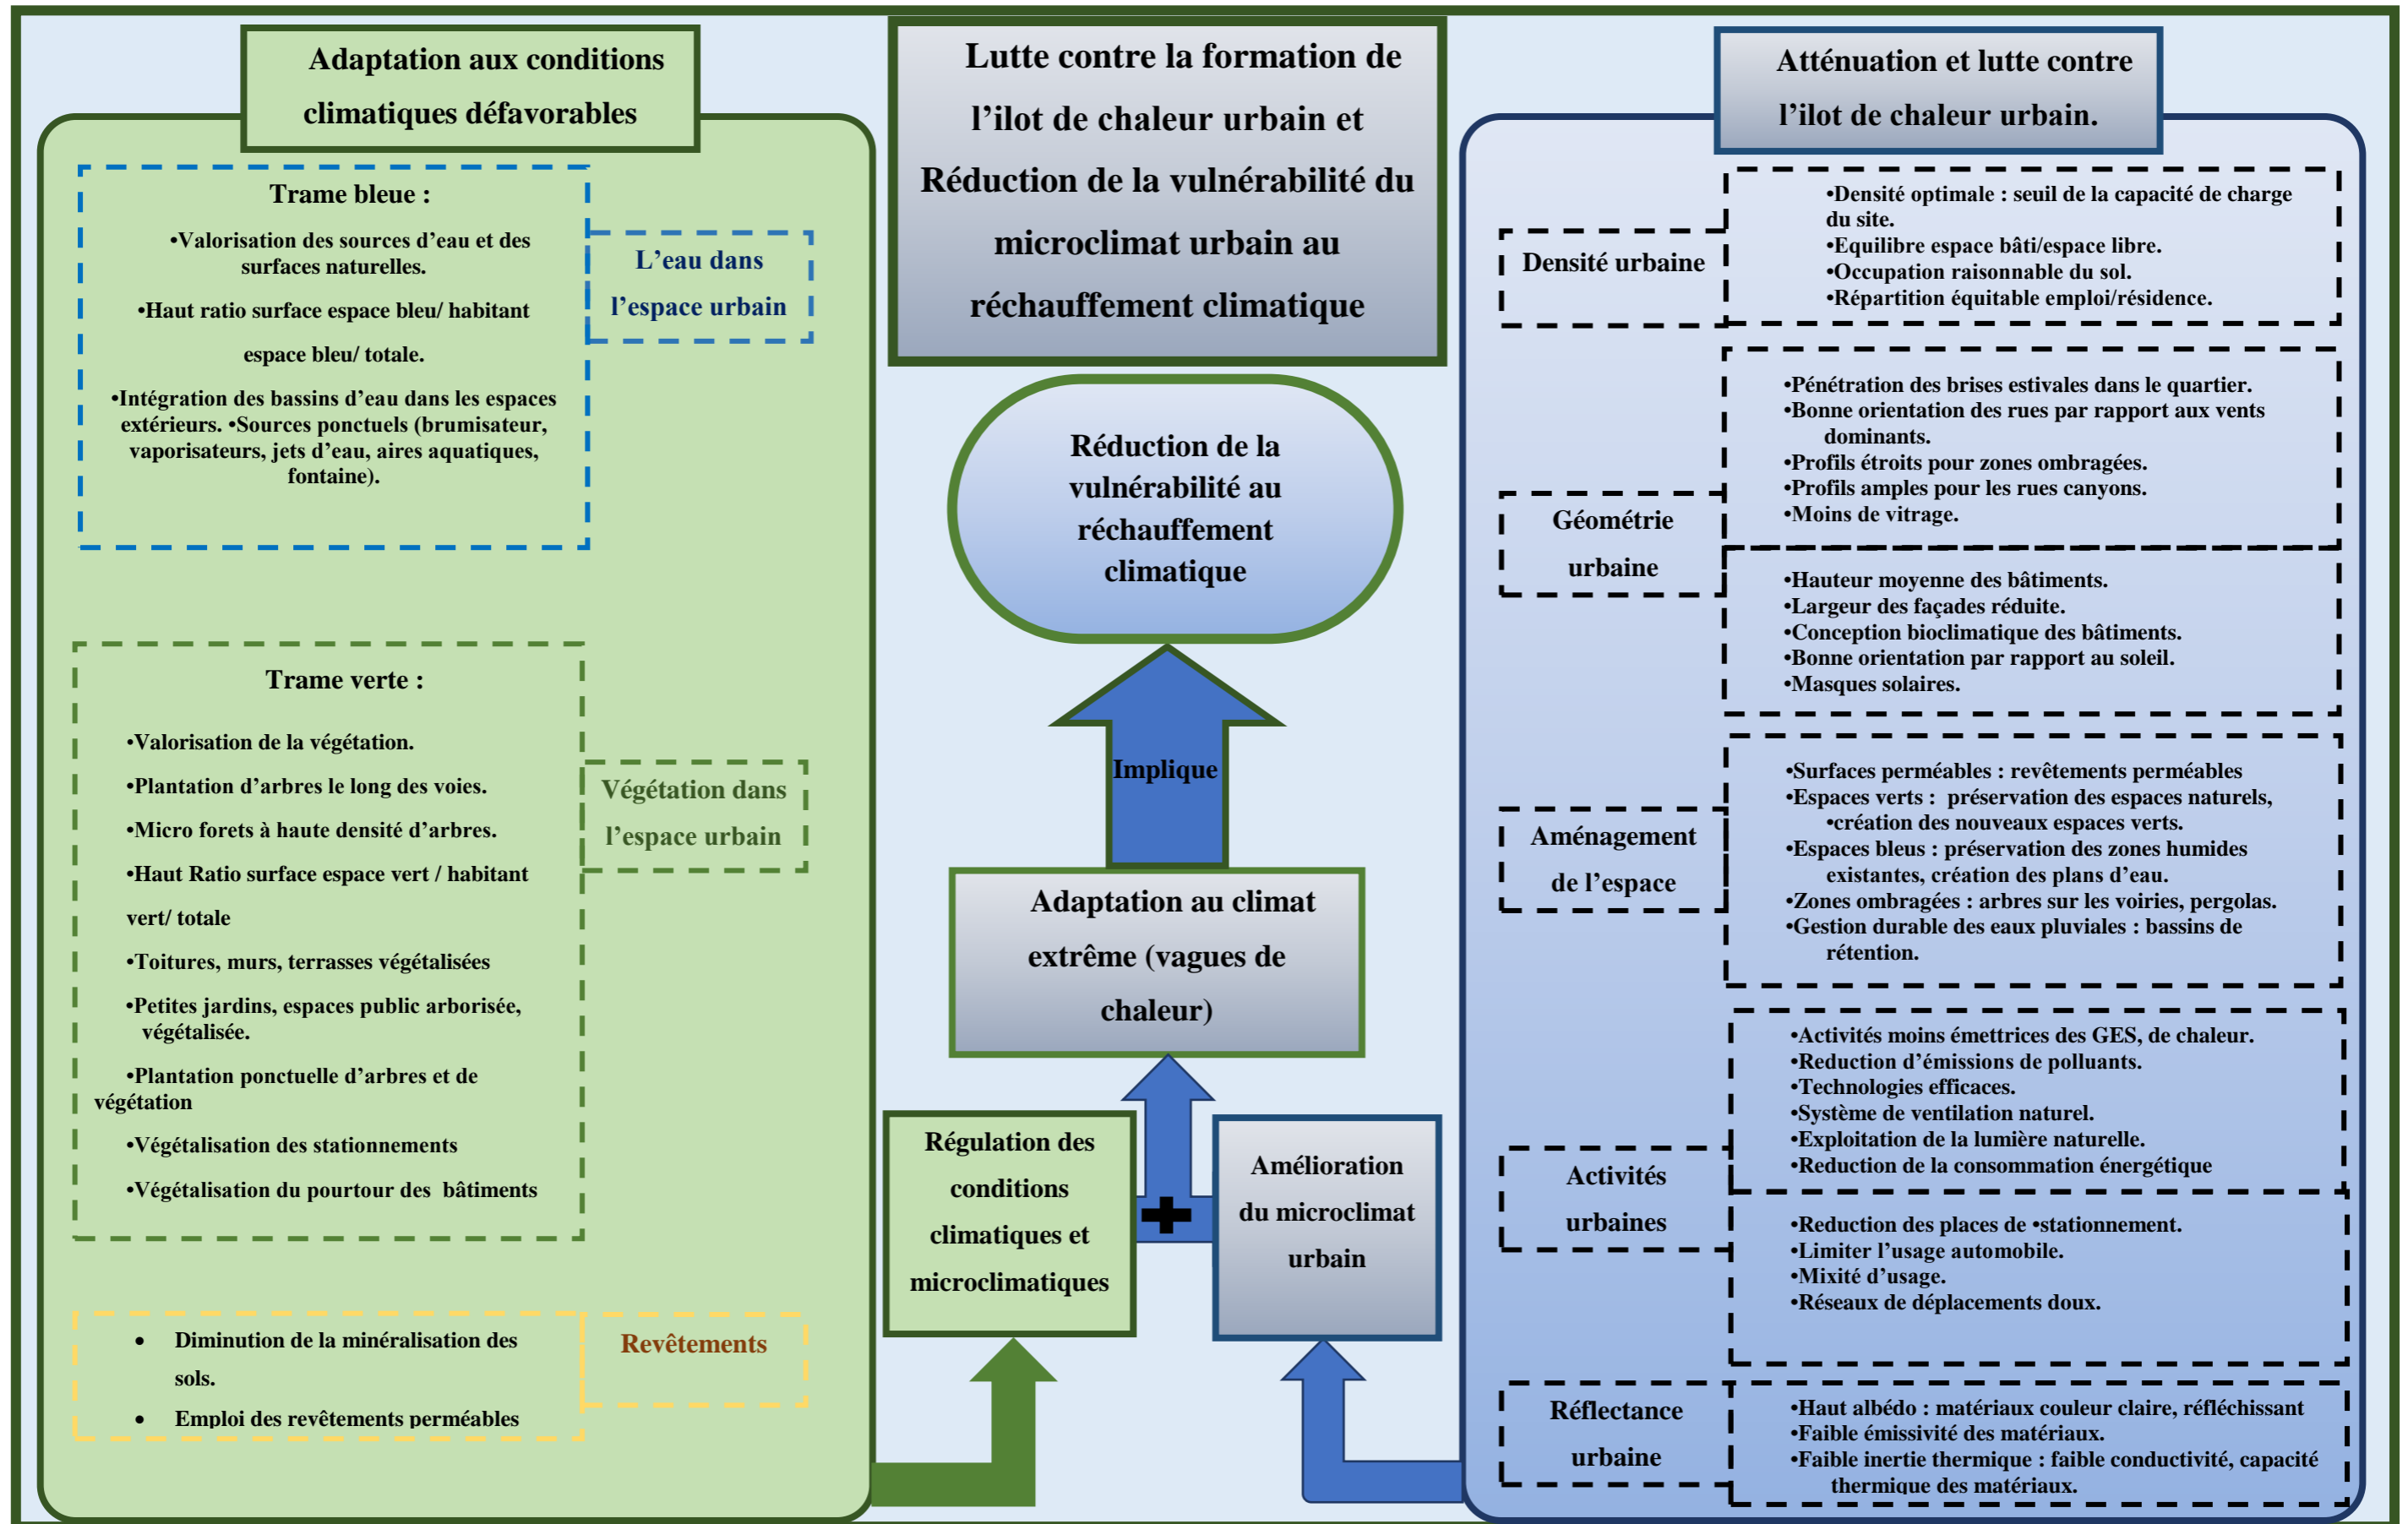 Adaptation aux conditions
climatiques défavorables
Trame bleue :
•Valorisation des sources d’eau et des
surfaces naturelles.
•Haut ratio surface espace bleu/ habitant
espace bleu/ totale.
•Intégration des bassins d’eau dans les espaces
extérieurs. •Sources ponctuels (brumisateur,
vaporisateurs, jets d’eau, aires aquatiques,
fontaine).
L’eau dans
l’espace urbain
Trame verte :
•Valorisation de la végétation.
•Plantation d’arbres le long des voies.
•Micro forets à haute densité d’arbres.
•Haut Ratio surface espace vert / habitant
vert/ totale
•Toitures, murs, terrasses végétalisées
•Petites jardins, espaces public arborisée,
végétalisée.
•Plantation ponctuelle d’arbres et de
végétation
•Végétalisation des stationnements
•Végétalisation du pourtour des bâtiments
Végétation dans
l’espace urbain
• Diminution de la minéralisation des
sols.
• Emploi des revêtements perméables
Revêtements
Lutte contre la formation de
l’ilot de chaleur urbain et
Réduction de la vulnérabilité du
microclimat urbain au
réchauffement climatique
Réduction de la
vulnérabilité au
réchauffement
climatique
Implique
Adaptation au climat
extrême (vagues de
chaleur)
Régulation des
conditions
climatiques et
microclimatiques
+
Amélioration
du microclimat
urbain
Atténuation et lutte contre
l’ilot de chaleur urbain.
Densité urbaine
•Densité optimale : seuil de la capacité de charge
du site.
•Equilibre espace bâti/espace libre.
•Occupation raisonnable du sol.
•Répartition équitable emploi/résidence.
Géométrie
urbaine
•Pénétration des brises estivales dans le quartier.
•Bonne orientation des rues par rapport aux vents
dominants.
•Profils étroits pour zones ombragées.
•Profils amples pour les rues canyons.
•Moins de vitrage.
•Hauteur moyenne des bâtiments.
•Largeur des façades réduite.
•Conception bioclimatique des bâtiments.
•Bonne orientation par rapport au soleil.
•Masques solaires.
Aménagement
de l’espace
•Surfaces perméables : revêtements perméables
•Espaces verts : préservation des espaces naturels,
•création des nouveaux espaces verts.
•Espaces bleus : préservation des zones humides
existantes, création des plans d’eau.
•Zones ombragées : arbres sur les voiries, pergolas.
•Gestion durable des eaux pluviales : bassins de
rétention.
Activités
urbaines
•Activités moins émettrices des GES, de chaleur.
•Reduction d’émissions de polluants.
•Technologies efficaces.
•Système de ventilation naturel.
•Exploitation de la lumière naturelle.
•Reduction de la consommation énergétique
•Reduction des places de •stationnement.
•Limiter l’usage automobile.
•Mixité d’usage.
•Réseaux de déplacements doux.
Réflectance
urbaine
•Haut albédo : matériaux couleur claire, réfléchissant
•Faible émissivité des matériaux.
•Faible inertie thermique : faible conductivité, capacité
thermique des matériaux.